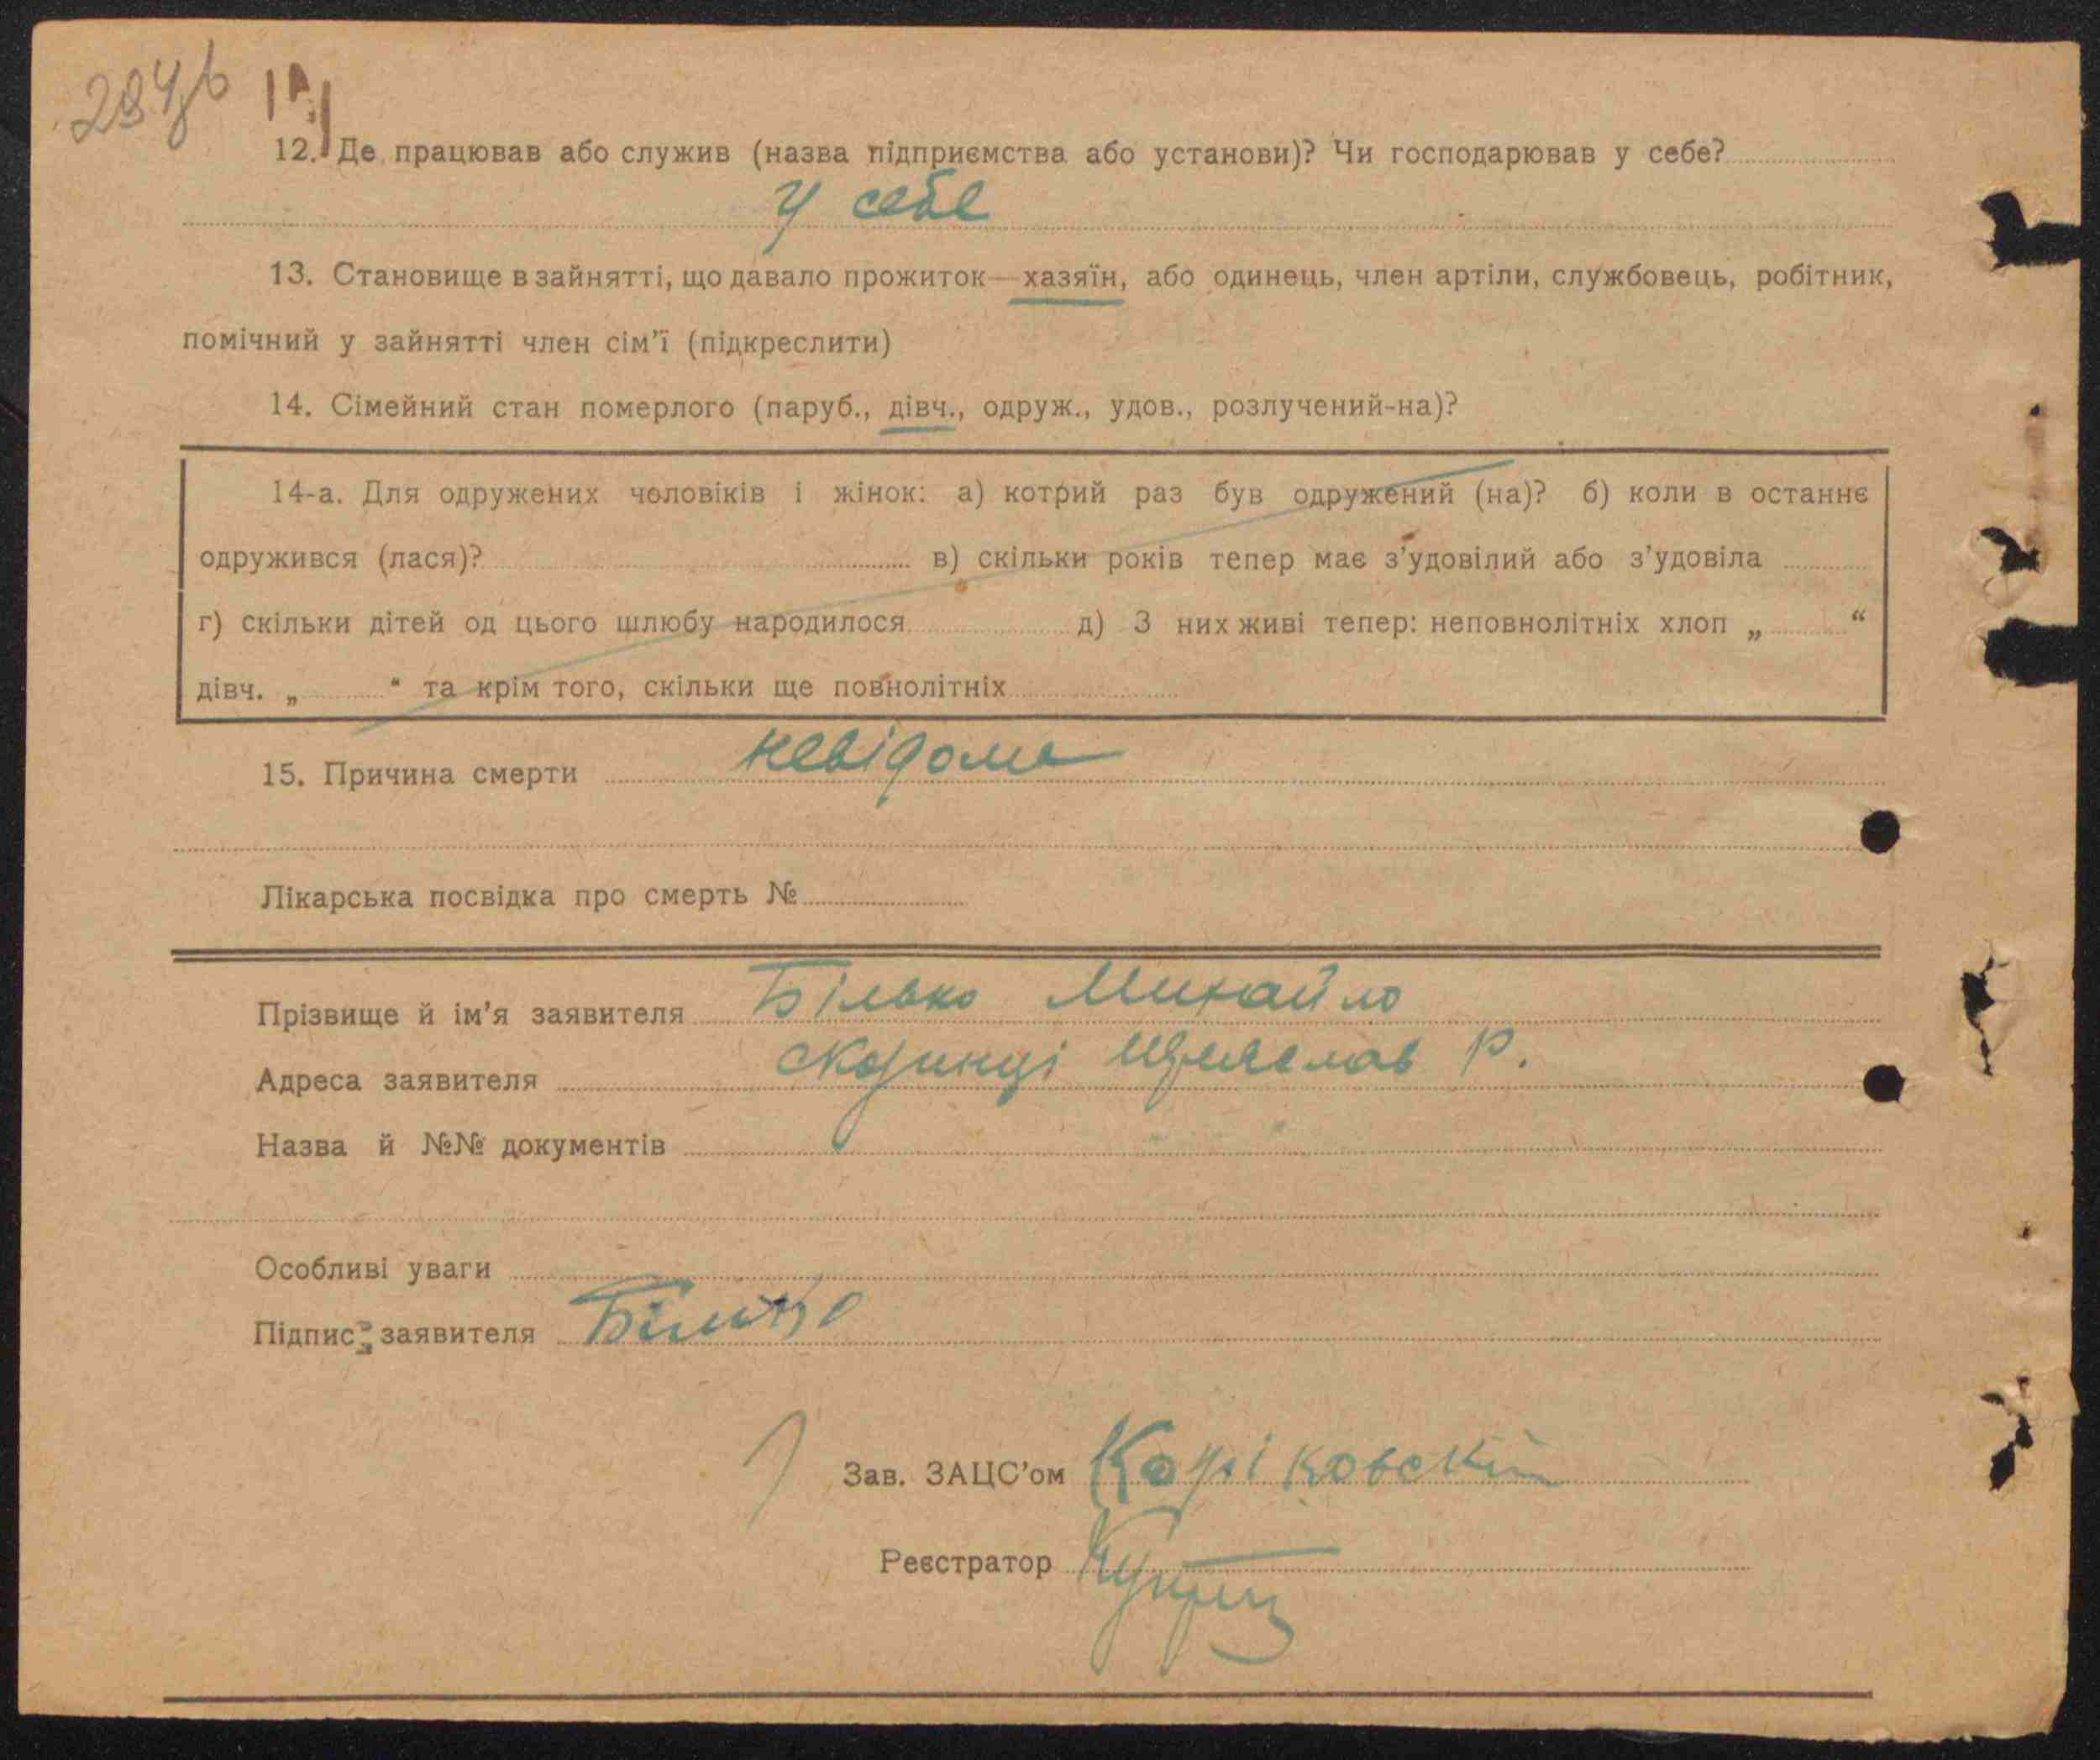 12. Де працював або служив (назва підприємства або установи)? Чи господарював у себе?
у себе
13. Становище в зайнятті, що давало прожиток—хазяїн, або одинець, член артіли, службовець, робітник,
помічний у зайнятті член сім'ї (підкреслити)
14. Сімейний стан померлого (паруб., дівч., одруж., удов., розлучений-на)?
14-а. Для одружених чоловіків і жінок: а) котрий раз був одружений (на)? б) коли в останнє
одружився (лася)? в) скільки років тепер має з'удовілий або з'удовіла
г) скільки дітей од цього шлюбу народилося д) З них живі тепер: неповнолітніх хлоп „ “
дівч. „ “ та крім того, скільки ще повнолітніх
15. Причина смерти невідома
Лікарська посвідка про смерть №
Прізвище й ім'я заявителя Білько Михайло
Адреса заявителя Р.
Назва й №№ документів
Особливі уваги
Підпис заявителя Білько
Зав. ЗАЦС'ом
Реєстратор